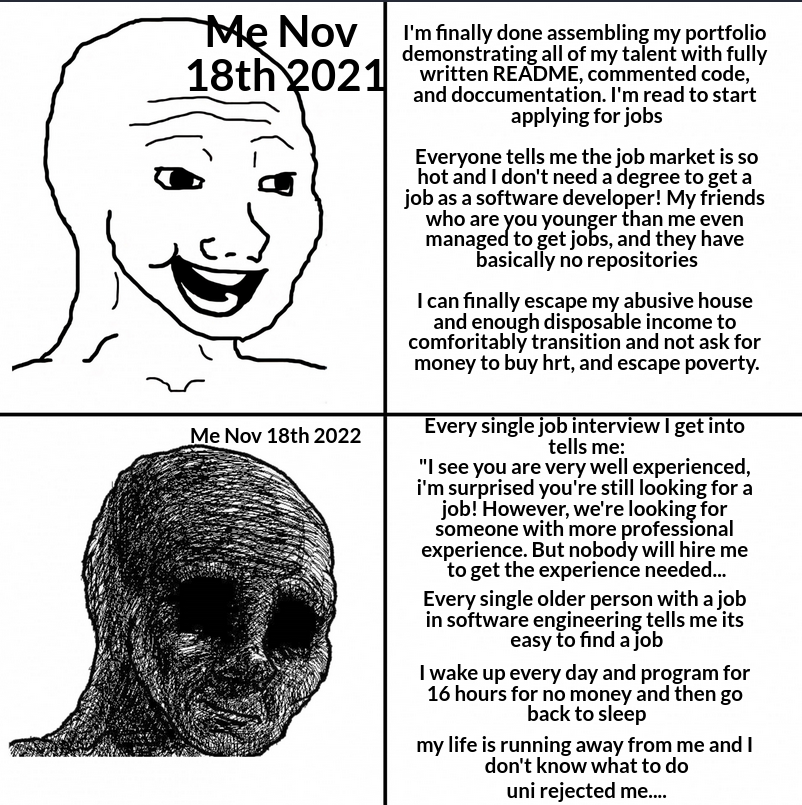 Me Nov
18th 2021
I'm finally done assembling my portfolio
demonstrating all of my talent with fully
written README, commented code,
and doccumentation. I'm read to start
applying for jobs
Everyone tells me the job market is so
hot and I don't need a degree to get a
job as a software developer! My friends
who are you younger than me even
managed to get jobs, and they have
basically no repositories
I can finally escape my abusive house
and enough disposable income to
comforitably transition and not ask for
money to buy hrt, and escape poverty.
Me Nov 18th 2022
Every single job interview I get into
tells me:
"I see you are very well experienced,
i'm surprised you're still looking for a
job! However, we're looking for
someone with more professional
experience. But nobody will hire me
to get the experience needed...
Every single older person with a job
in software engineering tells me its
easy to find a job
I wake up every day and program for
16 hours for no money and then go
back to sleep
my life is running away from me and I
don't know what to do
uni rejected me....